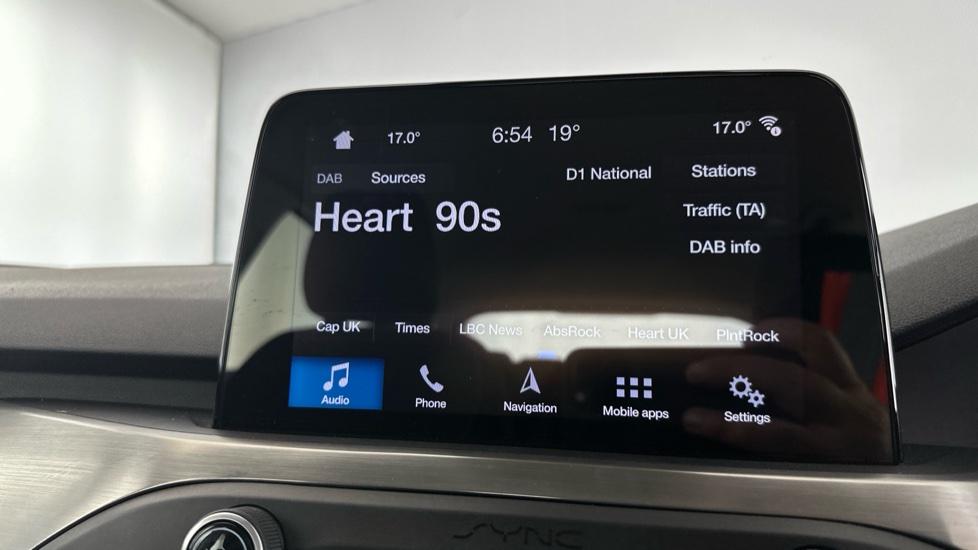 17.0° 6:54 19° 17.0°
DAB Sources D1 National Stations
Heart 90s
Traffic (TA)
DAB info
Cap UK Times LBC News AbsRock Heart UK PlntRock
Audio Phone Navigation Mobile apps Settings
SYNC